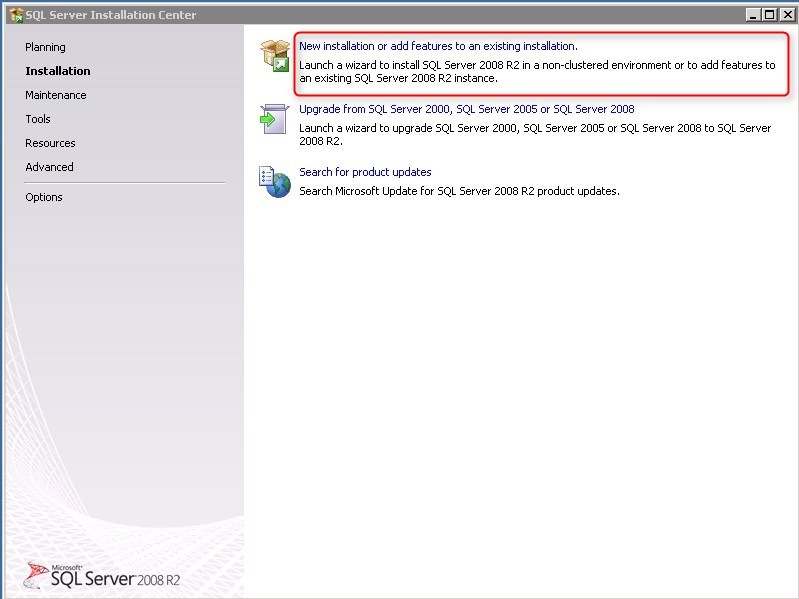 SQL Server Installation Center
Planning
Installation
Maintenance
Tools
Resources
Advanced
Options
New installation or add features to an existing installation.
Launch a wizard to install SQL Server 2008 R2 in a non-clustered environment or to add features to
an existing SQL Server 2008 R2 instance.
Upgrade from SQL Server 2000, SQL Server 2005 or SQL Server 2008
Launch a wizard to upgrade SQL Server 2000, SQL Server 2005 or SQL Server 2008 to SQL Server
2008 R2.
Search for product updates
Search Microsoft Update for SQL Server 2008 R2 product updates.
Microsoft®
SQL Server 2008 R2